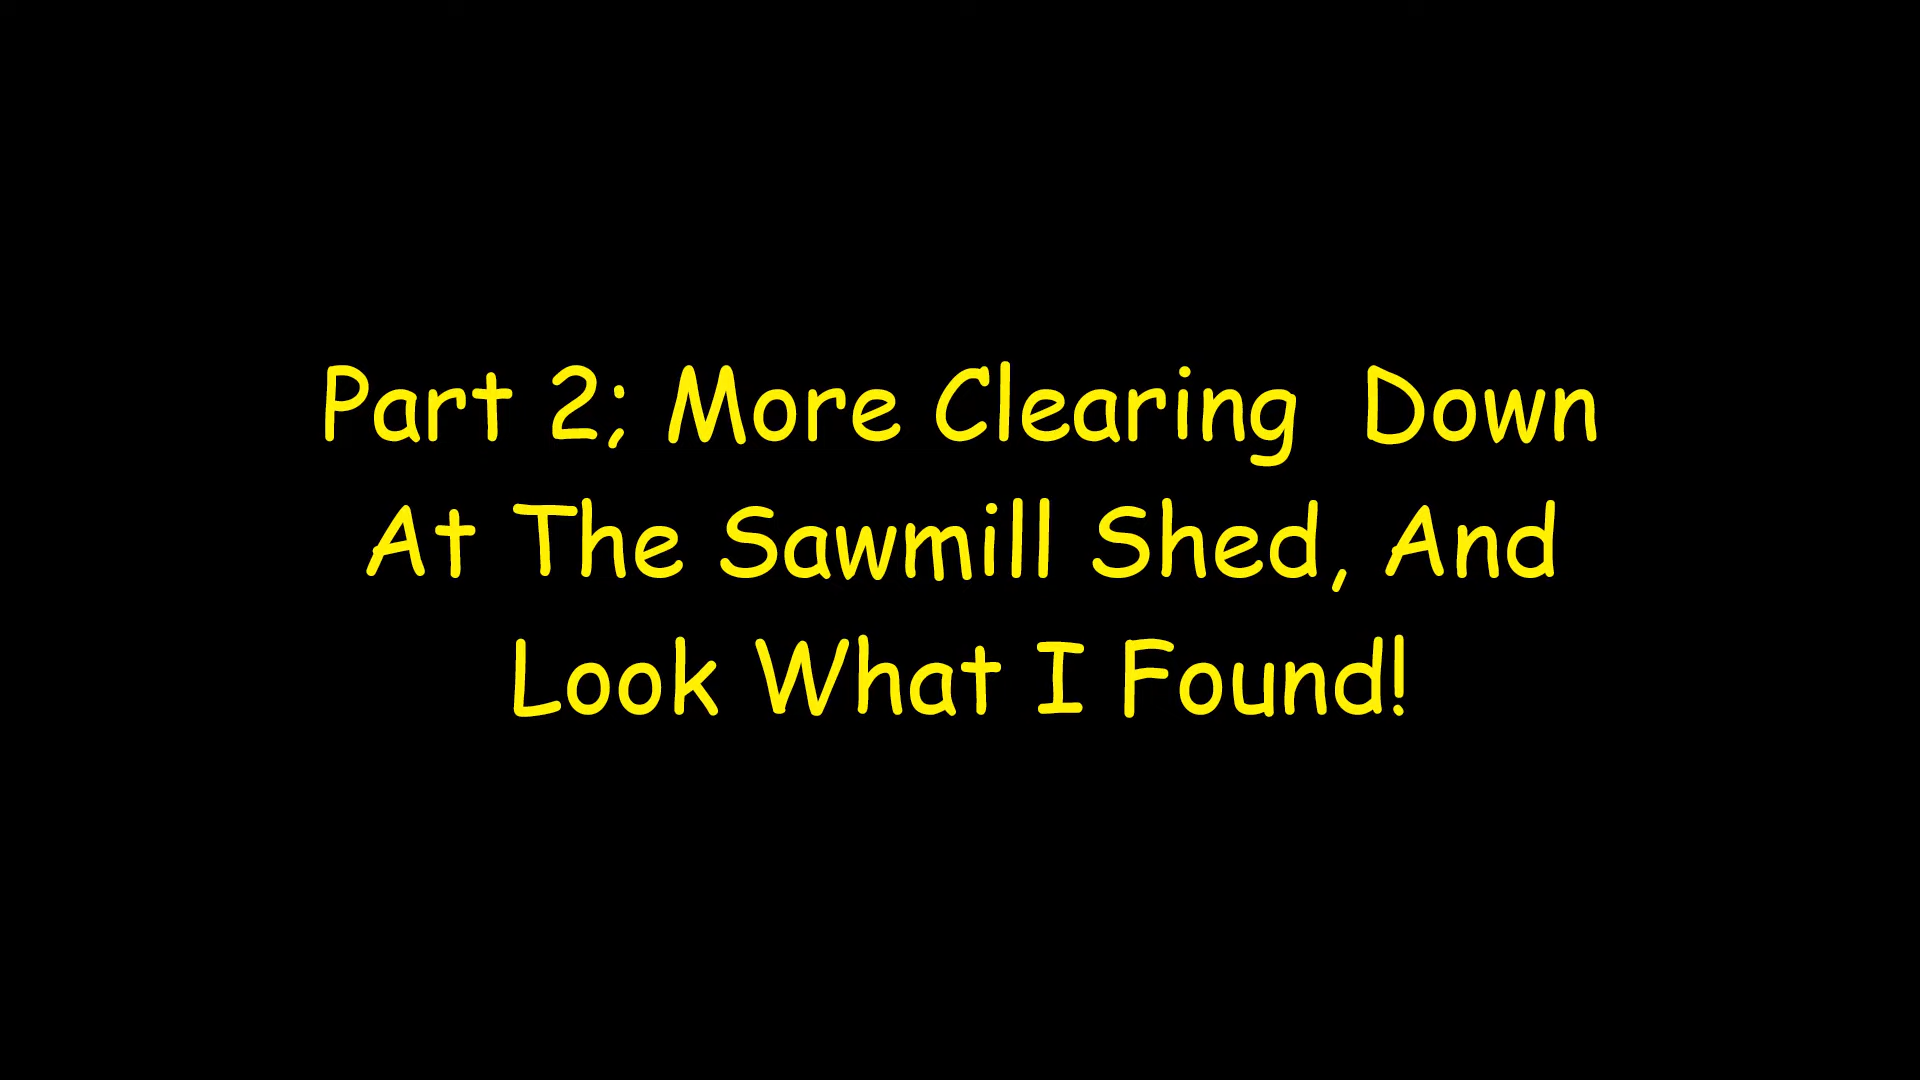 Part 2; More Clearing  Down
At The Sawmill Shed, And
Look What I Found!